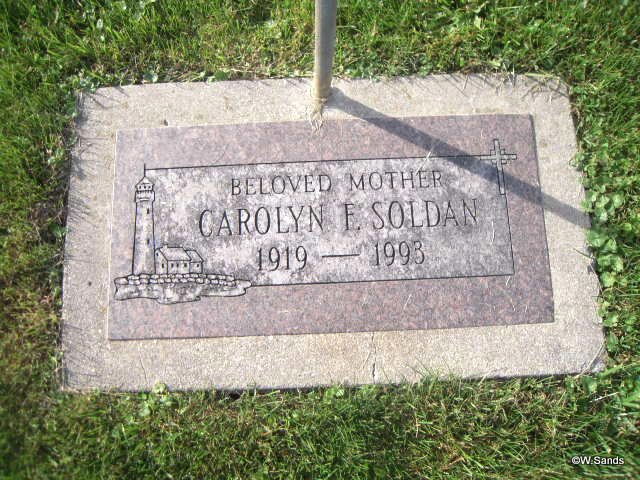 BELOVED MOTHER
CAROLYN F. SOLDAN
1919 — 1993
©W.Sands